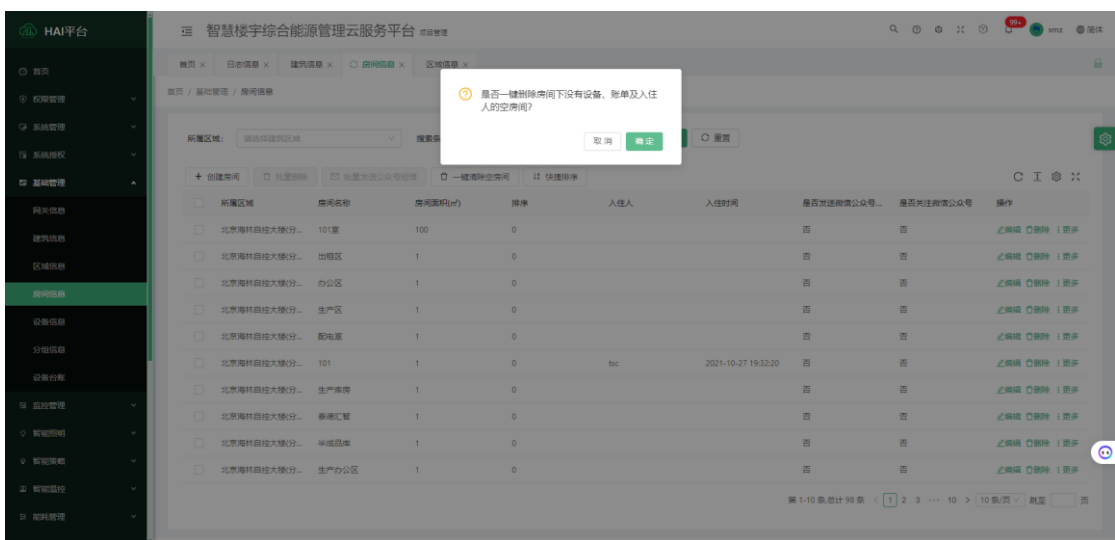 HAI平台
智慧楼宇综合能源管理云服务平台 项目管理
99+
xmz
简体
首页 ×
日志信息 ×
建筑信息 ×
房间信息 ×
区域信息 ×
首页 / 基础管理 / 房间信息
首页
权限管理
系统管理
系统授权
基础管理
网关信息
建筑信息
区域信息
房间信息
设备信息
分组信息
设备台账
监控管理
智能照明
智能策略
智能温控
能耗管理
是否一键删除房间下没有设备、账单及入住
人的空房间?
取 消
确 定
所属区域:
请选择建筑区域
搜索条
重置
+ 创建房间
批量删除
一键清除空房间
快捷排序
所属区域 房间名称 房间面积(㎡) 排序 入住人 入住时间 是否发送微信公众号... 是否关注微信公众号 操作
北京海林自控大楼(分... 101室 100 0 否 否 编辑 删除 更多
北京海林自控大楼(分... 出租区 1 0 否 否 编辑 删除 更多
北京海林自控大楼(分... 办公区 1 0 否 否 编辑 删除 更多
北京海林自控大楼(分... 生产区 1 0 否 否 编辑 删除 更多
北京海林自控大楼(分... 配电室 1 0 否 否 编辑 删除 更多
北京海林自控大楼(分... 101 1 0 tsc 2021-10-27 19:32:20 否 否 编辑 删除 更多
北京海林自控大楼(分... 生产库房 1 0 否 否 编辑 删除 更多
北京海林自控大楼(分... 泰德汇智 1 0 否 否 编辑 删除 更多
北京海林自控大楼(分... 半成品库 1 0 否 否 编辑 删除 更多
北京海林自控大楼(分... 生产办公区 1 0 否 否 编辑 删除 更多
第 1-10 条,总计 98 条 < 1 2 3 ··· 10 > 10 条/页 跳至 页